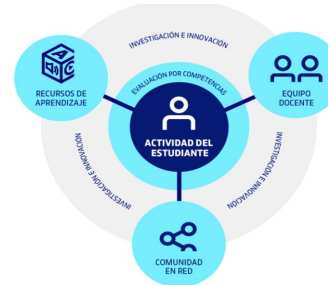 INVESTIGACIÓN E INNOVACIÓN
RECURSOS DE
APRENDIZAJE
EVALUACIÓN POR COMPETENCIAS
EQUIPO
DOCENTE
ACTIVIDAD DEL
ESTUDIANTE
INVESTIGACIÓN E INNOVACIÓN
INVESTIGACIÓN E INNOVACIÓN
COMUNIDAD
EN RED